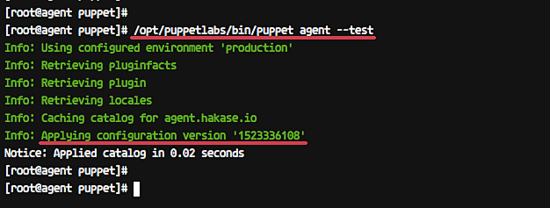 [root@agent puppet]#
[root@agent puppet]# /opt/puppetlabs/bin/puppet agent --test
Info: Using configured environment 'production'
Info: Retrieving pluginfacts
Info: Retrieving plugin
Info: Retrieving locales
Info: Caching catalog for agent.hakase.io
Info: Applying configuration version '1523336108'
Notice: Applied catalog in 0.02 seconds
[root@agent puppet]#
[root@agent puppet]#